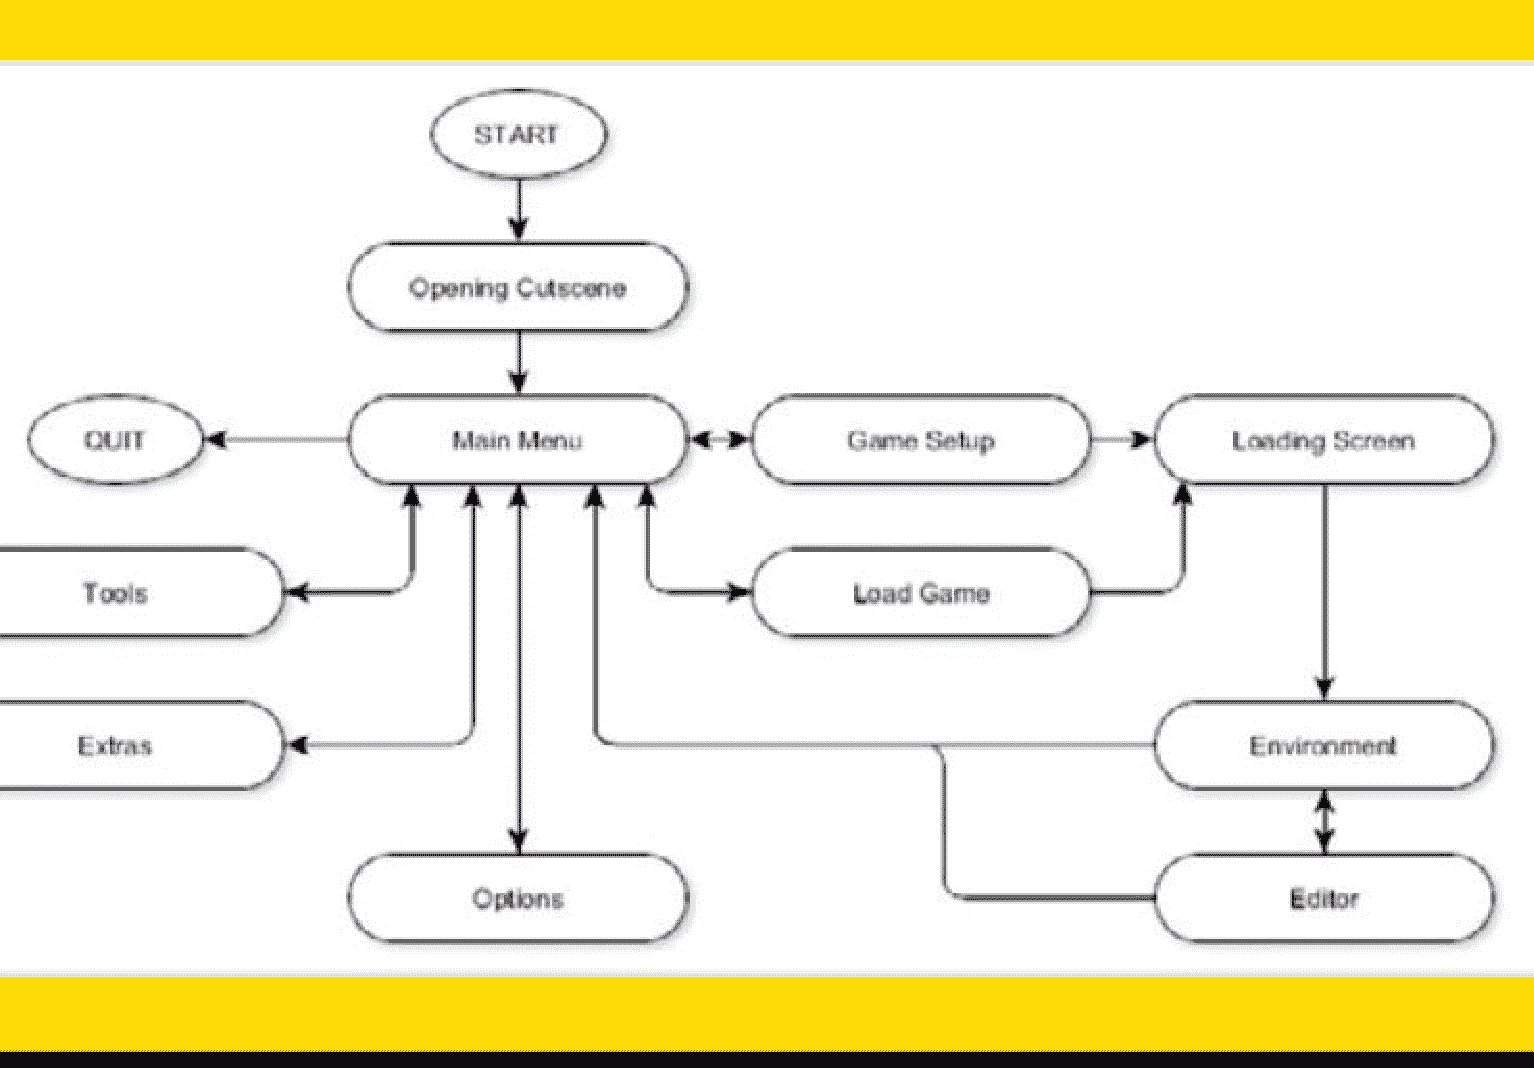 START
Opening Cutscene
QUIT
Main Menu
Game Setup
Loading Screen
Tools
Load Game
Extras
Environment
Options
Editor